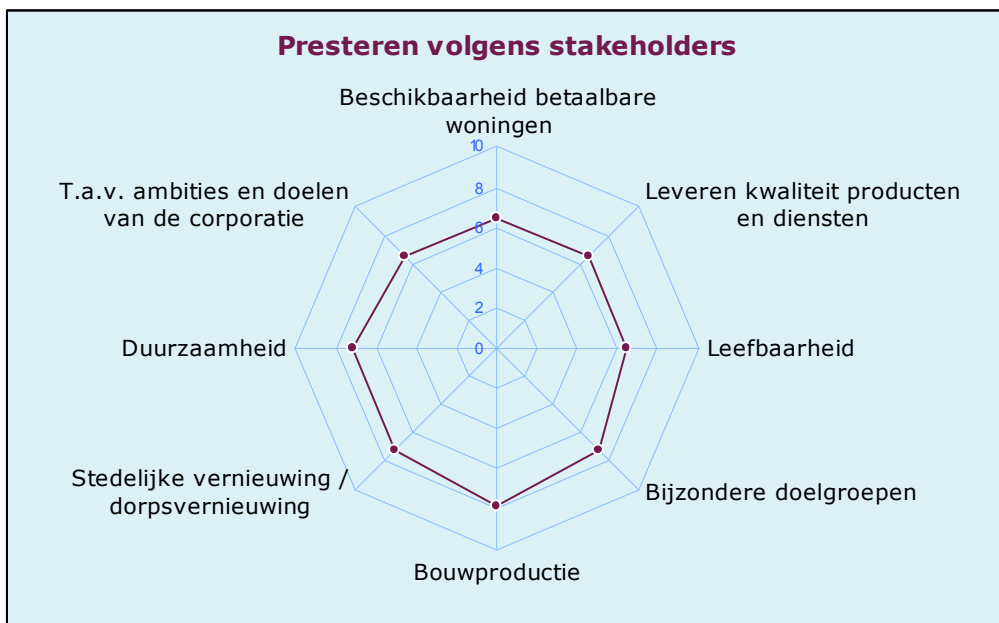 Presteren volgens stakeholders
Beschikbaarheid betaalbare
woningen
10
8
6
4
2
0
Leveren kwaliteit producten
en diensten
Leefbaarheid
Bijzondere doelgroepen
Bouwproductie
Stedelijke vernieuwing /
dorpsvernieuwing
Duurzaamheid
T.a.v. ambities en doelen
van de corporatie